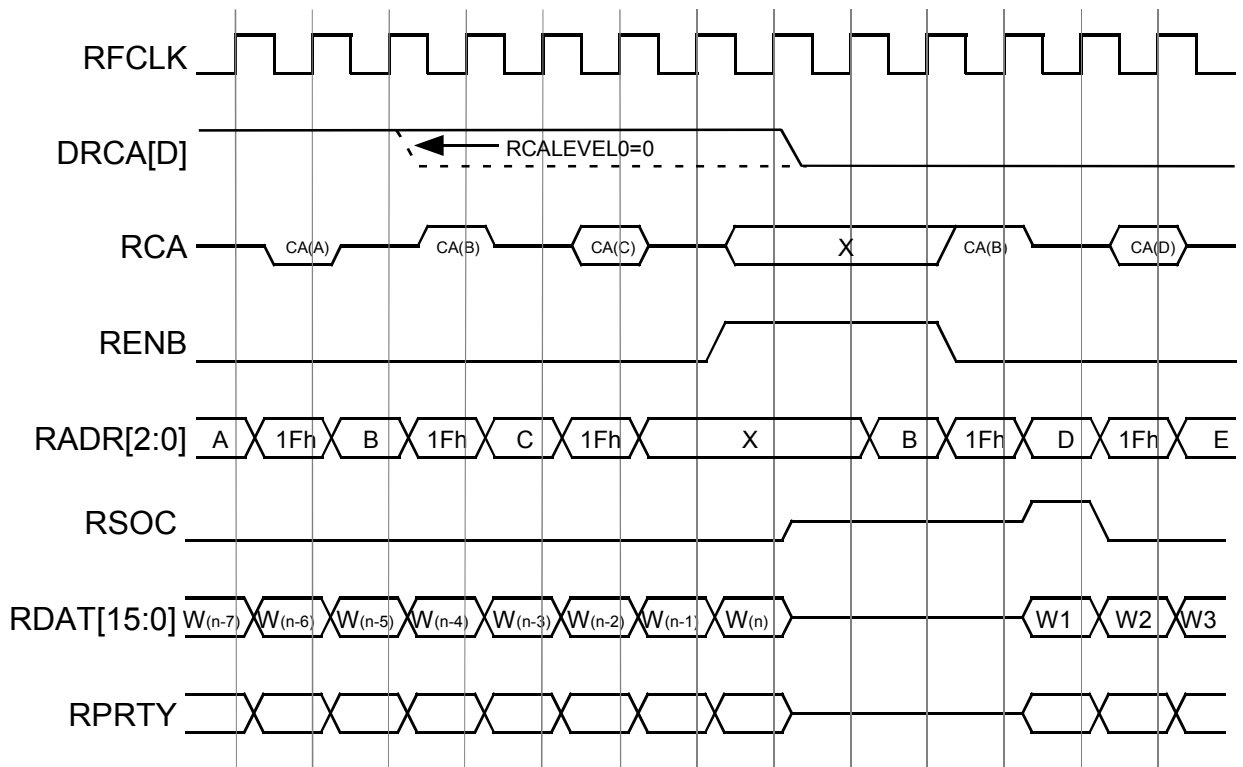 RFCLK
DRCA[D]
RCALEVEL0=0
RCA
CA(A)
CA(B)
CA(C)
X
CA(B)
CA(D)
RENB
RADR[2:0]
A
1Fh
B
1Fh
C
1Fh
X
B
1Fh
D
1Fh
E
RSOC
RDAT[15:0]
W(n-7)
W(n-6)
W(n-5)
W(n-4)
W(n-3)
W(n-2)
W(n-1)
W(n)
W1
W2
W3
RPRTY